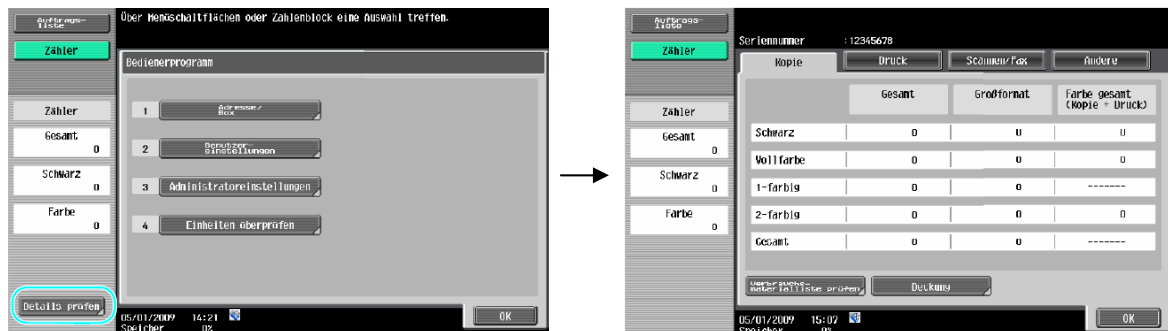 Auftrags-
liste
Zähler
Zähler
Gesamt
0
Schwarz
0
Farbe
0
Details prüfen
Über Menüschaltflächen oder Zahlenblock eine Auswahl treffen.
Bedienerprogramm
1 Adresse/
Box
2 Benutzer-
einstellungen
3 Administratoreinstellungen
4 Einheiten überprüfen
05/01/2009 14:21
Speicher 0%
OK
Auftrags-
liste
Zähler
Zähler
Gesamt
0
Schwarz
0
Farbe
0
Seriennummer :12345678
Kopie Druck Scannen/Fax Andere
Gesamt Großformat Farbe gesamt
(Kopie + Druck)
Schwarz 0 0 0
Vollfarbe 0 0 0
1-farbig 0 0 -------
2-farbig 0 0 0
Gesamt 0 0 -------
Verbrauchs-
materialliste prüfen
Deckung
05/01/2009 15:07
Speicher 0%
OK